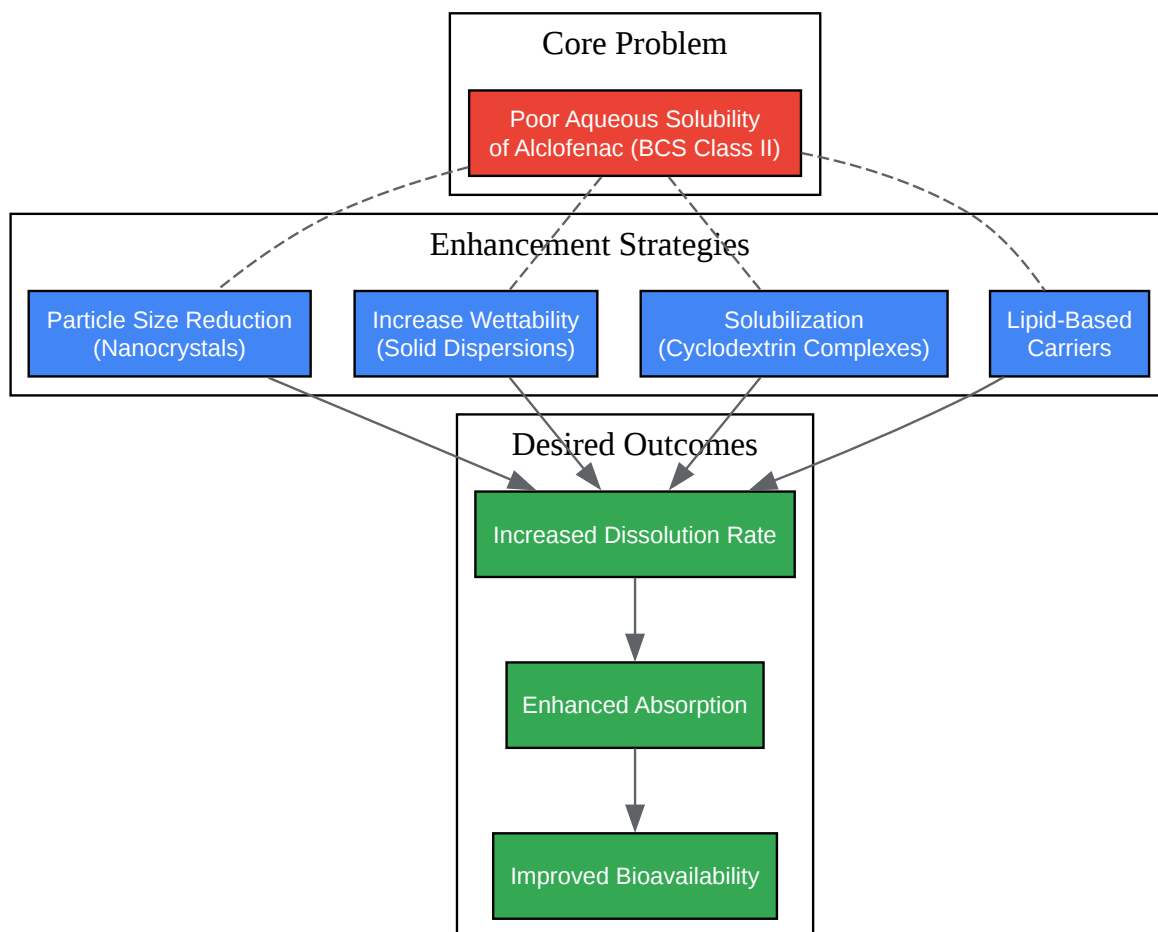 Core Problem
Poor Aqueous Solubility
of Alclofenac (BCS Class II)
Enhancement Strategies
Particle Size Reduction
(Nanocrystals)
Increase Wettability
(Solid Dispersions)
Solubilization
(Cyclodextrin Complexes)
Lipid-Based
Carriers
Desired Outcomes
Increased Dissolution Rate
Enhanced Absorption
Improved Bioavailability